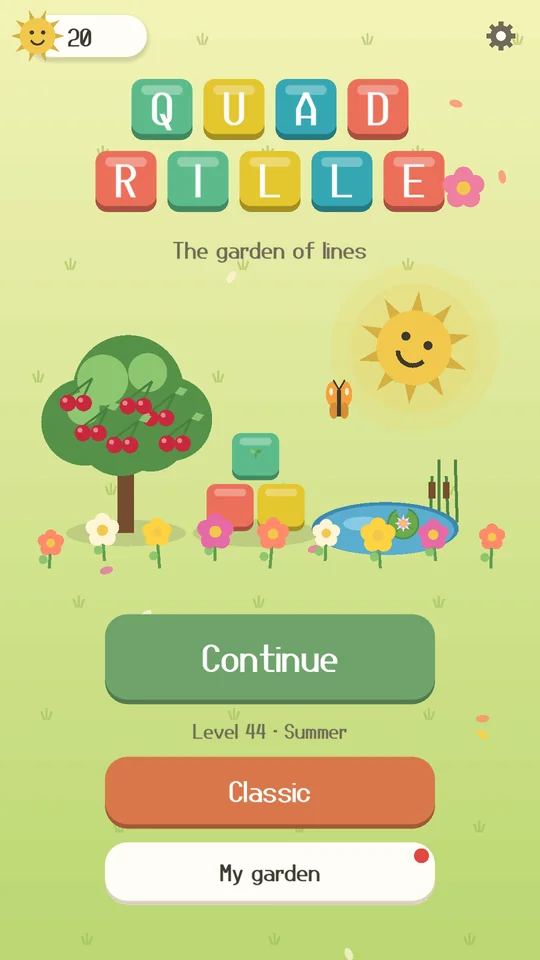 20
QUAD
RILLE
The garden of lines
Continue
Level 44 · Summer
Classic
My garden